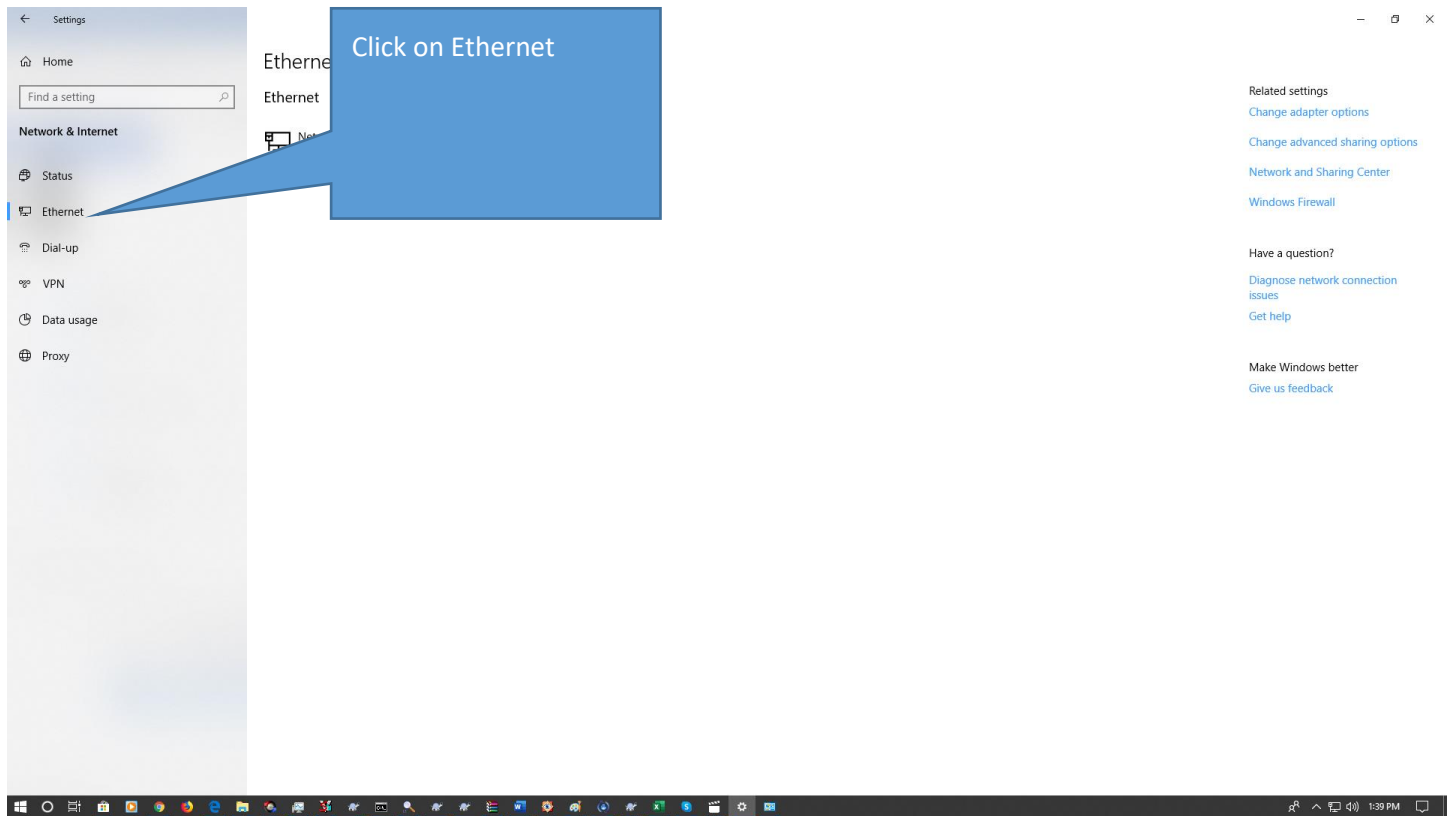 Settings
Home
Find a setting
Network & Internet
Status
Ethernet
Dial-up
VPN
Data usage
Proxy
Ethernet
Click on Ethernet
Related settings
Change adapter options
Change advanced sharing options
Network and Sharing Center
Windows Firewall
Have a question?
Diagnose network connection
issues
Get help
Make Windows better
Give us feedback
1:39 PM